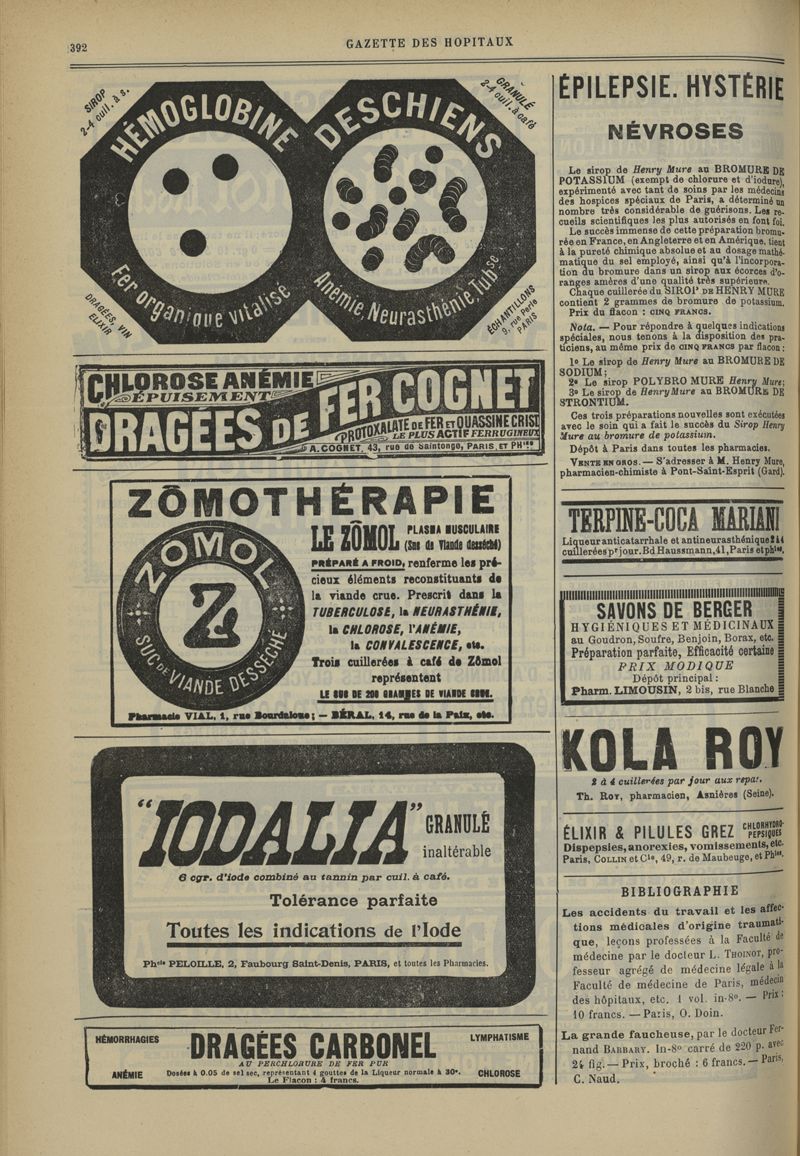 392
GAZETTE DES HOPITAUX
SIROP
2-4 cuil. à s.
HÉMOGLOBINE
Fer organique vitalisé
DRAGÉES, VIN
ELIXIR
GRANULÉ
2-4 cuil. à café
DESCHIENS
Anémie, Neurasthénie, Tubse
ÉCHANTILLONS
9, rue Perle
PARIS
CHLOROSE ANÉMIE
ÉPUISEMENT
DRAGÉES DE FER COGNET
PROTOXALATE DE FER ET QUASSINE CRIST
LE PLUS ACTIF FERRUGINEUX
A. COGNET, 43, rue de Saintonge, PARIS ET PHies
ZÔMOTHÉRAPIE
ZÔMOL
SUC DE VIANDE DESSÉCHÉ
Z
LE ZÔMOL PLASMA MUSCULAIRE
(Suc de Viande desséché)
PRÉPARÉ A FROID, renferme les pré-
cieux éléments reconstituants de
la viande crue. Prescrit dans la
TUBERCULOSE, la NEURASTHÉNIE,
la CHLOROSE, l'ANÉMIE,
la CONVALESCENCE, etc.
Trois cuillerées à café de Zômol
représentent
LE SUC DE 200 GRAMMES DE VIANDE CRUE.
Pharmacie VIAL, 1, rue Bourdaloue; — BÉRAL, 14, rue de la Paix, etc.
"IODALIA" GRANULÉ
inaltérable
6 cgr. d'iode combiné au tannin par cuil. à café.
Tolérance parfaite
Toutes les indications de l'Iode
Phcie PELOILLE, 2, Faubourg Saint-Denis, PARIS, et toutes les Pharmacies.
HÉMORRHAGIES
LYMPHATISME
DRAGÉES CARBONEL
AU PERCHLORURE DE FER PUR
ANÉMIE
Dosées à 0.05 de sel sec, représentant 4 gouttes de la Liqueur normale à 30°.
CHLOROSE
Le Flacon : 4 francs.
ÉPILEPSIE. HYSTÉRIE
NÉVROSES
Le sirop de Henry Mure au BROMURE DE
POTASSIUM (exempt de chlorure et d'iodure),
expérimenté avec tant de soins par les médecins
des hospices spéciaux de Paris, a déterminé un
nombre très considérable de guérisons. Les re-
cueils scientifiques les plus autorisés en font foi.
Le succès immense de cette préparation bromu-
rée en France, en Angleterre et en Amérique, tient
à la pureté chimique absolue et au dosage mathé-
matique du sel employé, ainsi qu'à l'incorpora-
tion du bromure dans un sirop aux écorces d'o-
ranges amères d'une qualité très supérieure.
Chaque cuillerée du SIROP DE HENRY MURE
contient 2 grammes de bromure de potassium.
Prix du flacon : CINQ FRANCS.
Nota. — Pour répondre à quelques indications
spéciales, nous tenons à la disposition des pra-
ticiens, au même prix de CINQ FRANCS par flacon :
1° Le sirop de Henry Mure au BROMURE DE
SODIUM;
2° Le sirop POLYBRO MURE Henry Mure;
3° Le sirop de Henry Mure au BROMURE DE
STRONTIUM.
Ces trois préparations nouvelles sont exécutées
avec le soin qui a fait le succès du Sirop Henry
Mure au bromure de potassium.
Dépôt à Paris dans toutes les pharmacies.
VENTE EN GROS. — S'adresser à M. Henry Mure,
pharmacien-chimiste à Pont-Saint-Esprit (Gard).
TERPINE-COCA MARIANI
Liqueur anticatarrhale et antineurasthénique 2 à 4
cuillerées pr jour. Bd Haussmann, 41, Paris et phies.
SAVONS DE BERGER
HYGIÉNIQUES ET MÉDICINAUX
au Goudron, Soufre, Benjoin, Borax, etc.
Préparation parfaite, Efficacité certaine
PRIX MODIQUE
Dépôt principal :
Pharm. LIMOUSIN, 2 bis, rue Blanche
KOLA ROY
2 à 4 cuillerées par jour aux repas.
Th. ROY, pharmacien, Asnières (Seine).
ÉLIXIR & PILULES GREZ CHLORHYDRO-
PEPSIQUES
Dispepsies, anorexies, vomissements, etc.
Paris, COLLIN et Cie, 49, r. de Maubeuge, et Phies.
BIBLIOGRAPHIE
Les accidents du travail et les affec-
tions médicales d'origine traumati-
que, leçons professées à la Faculté de
médecine par le docteur L. THOINOT, pro-
fesseur agrégé de médecine légale à la
Faculté de médecine de Paris, médecin
des hôpitaux, etc. 1 vol. in-8°. — Prix :
10 francs. — Paris, O. Doin.
La grande faucheuse, par le docteur Fer-
nand BARBARY. In-8° carré de 220 p. avec
24 fig. — Prix, broché : 6 francs. — Paris,
C. Naud.